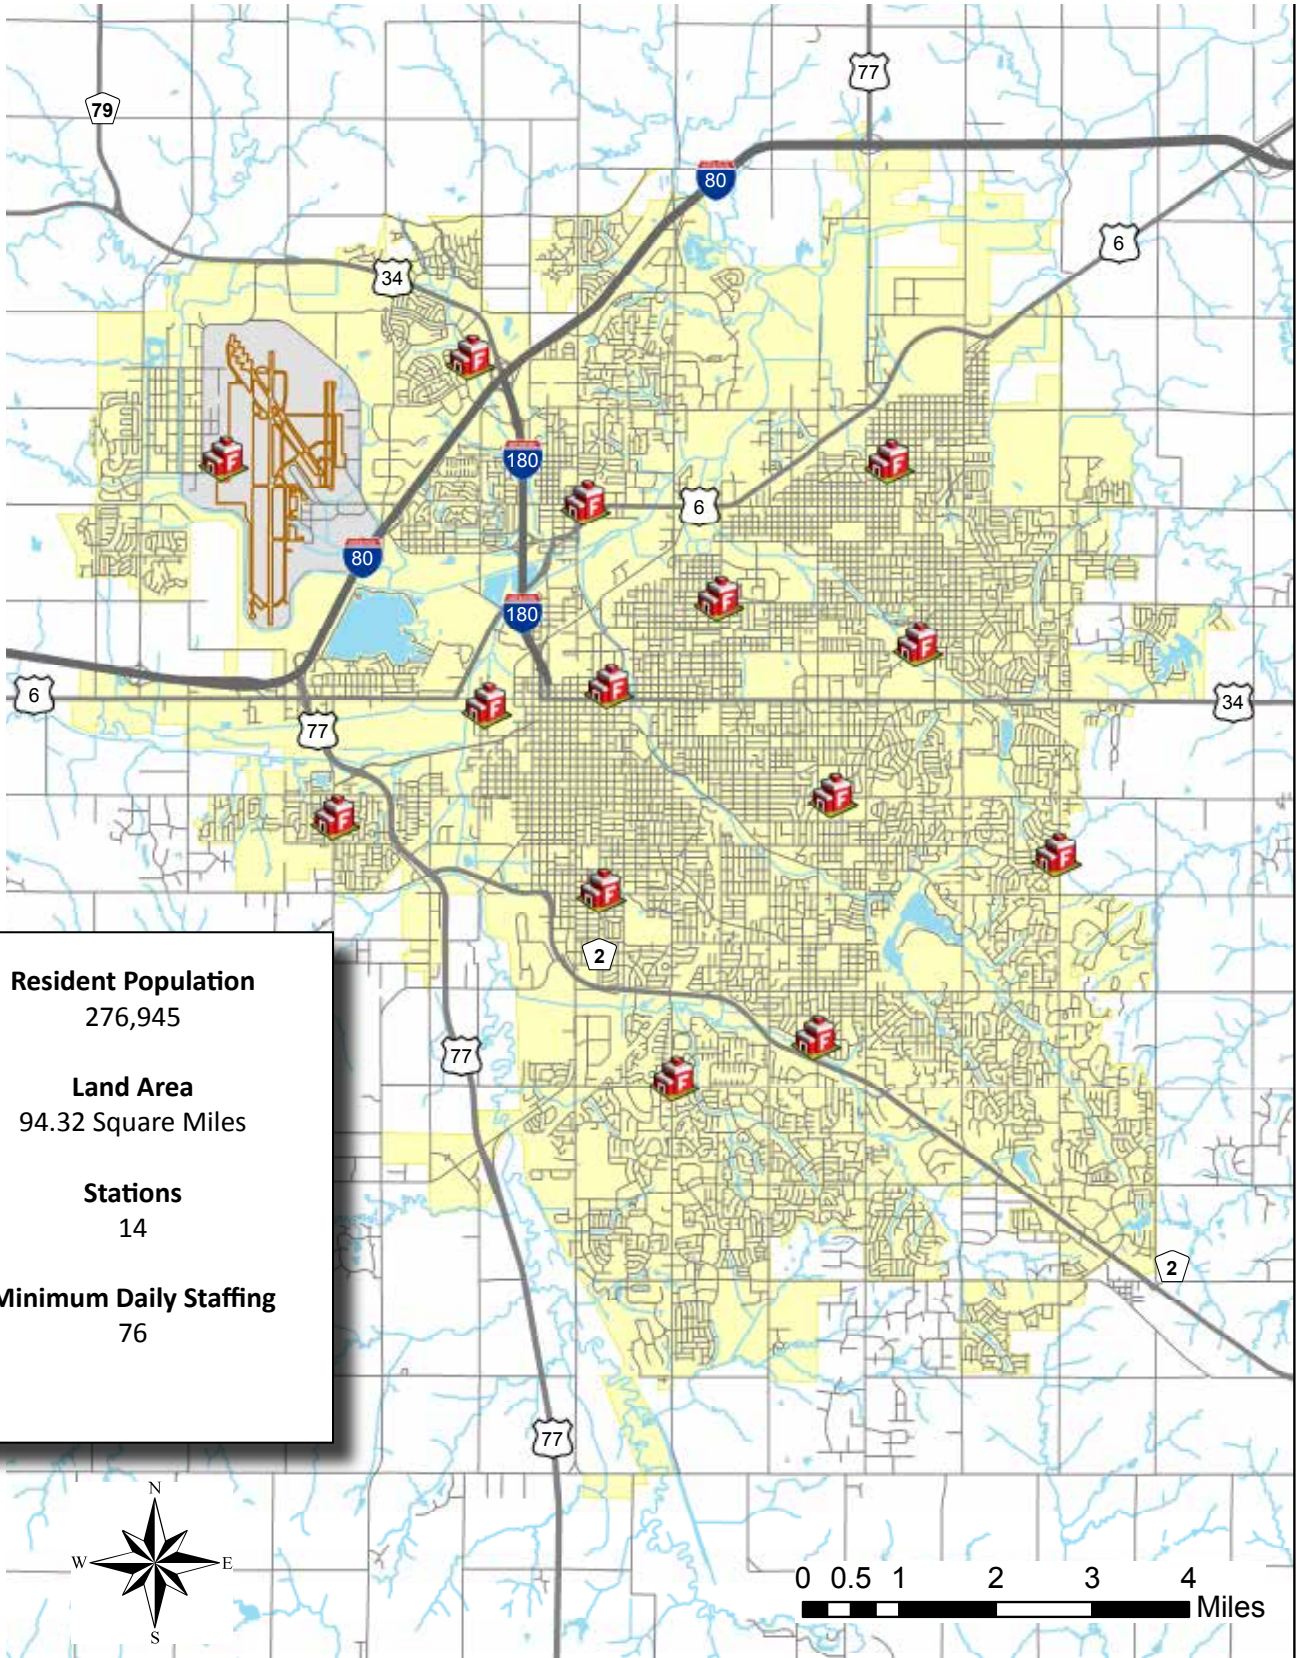 77
79
80
6
34
180
6
80
180
6
34
77
2
Resident Population
276,945
77
Land Area
94.32 Square Miles
Stations
14
2
Minimum Daily Staffing
76
77
N
W E
S
0 0.5 1 2 3 4
Miles
F
F
F
F
F
F
F
F
F
F
F
F
F
F